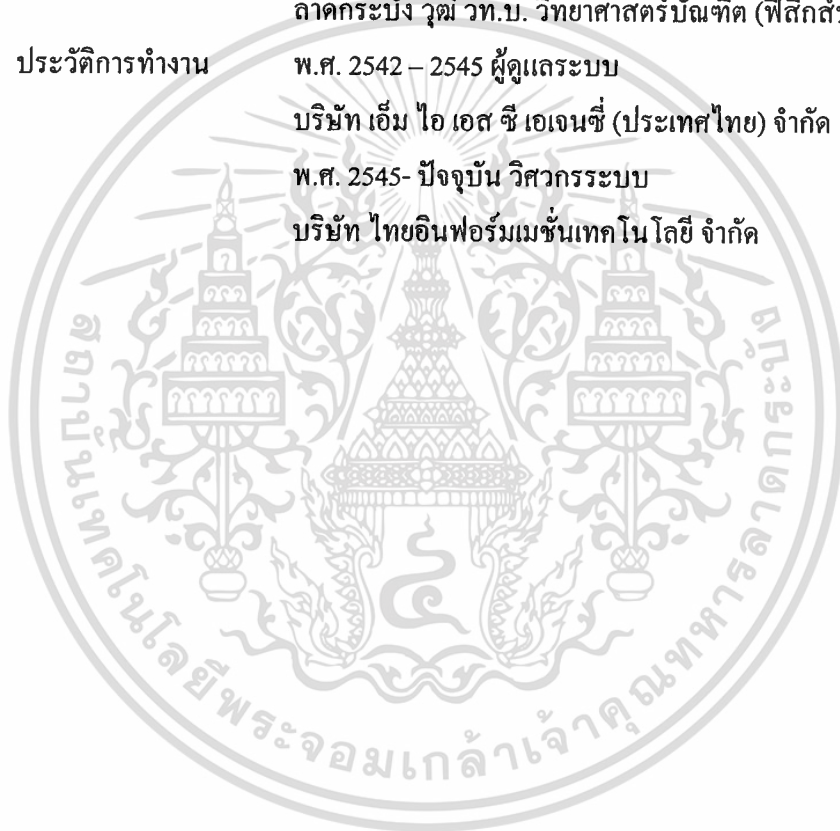 ลาดกระบัง วุฒิ วท.บ. วิทยาศาสตร์บัณฑิต
ประวัติการทำงาน พ.ศ. 2542 – 2545 ผู้ดูแลระบบ
บริษัท เอ็ม ไอ เอส ซี เอเจนซี่ (ประเทศไทย) จำกัด
พ.ศ. 2545- ปัจจุบัน วิศวกรระบบ
บริษัท ไทยอินฟอร์มเมชั่นเทคโนโลยี จำกัด
สถาบันเทคโนโลยีพระจอมเกล้าเจ้าคุณทหารลาดกระบัง